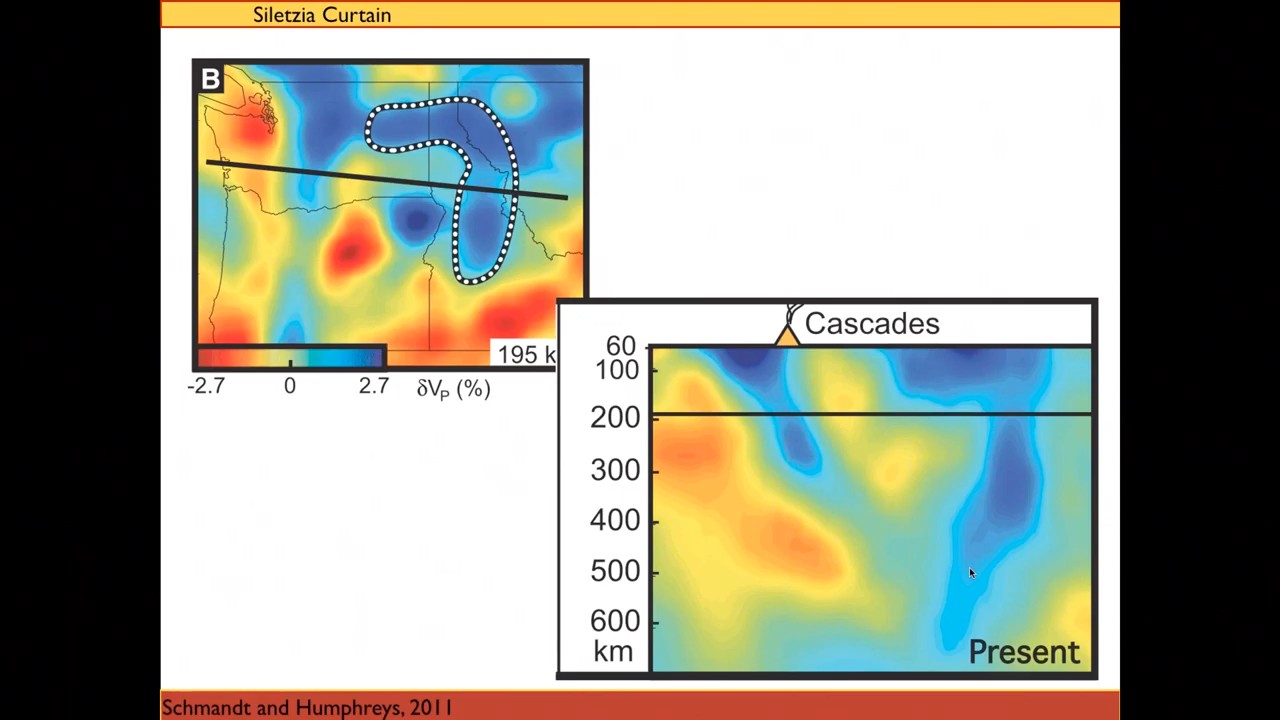 Siletzia Curtain
B
195 k
-2.7 0 2.7 δVP (%)
Cascades
60
100
200
300
400
500
600
km
Present
Schmandt and Humphreys, 2011